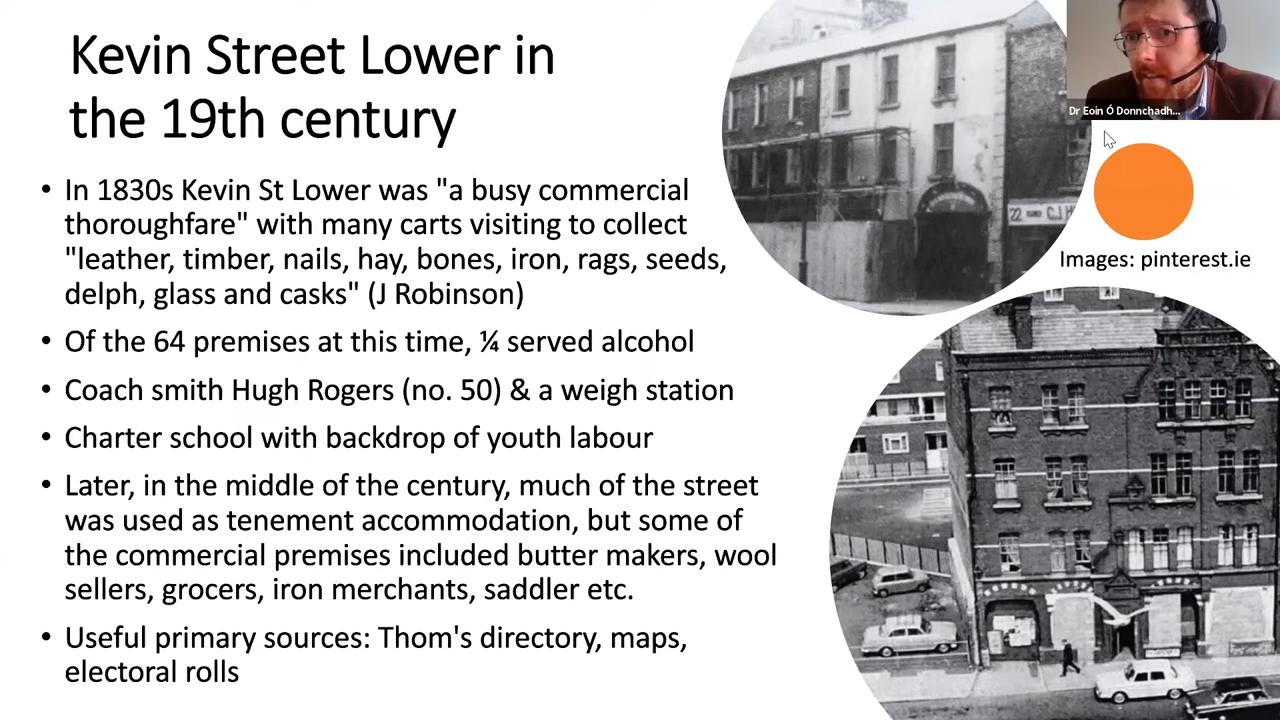 Kevin Street Lower in
the 19th century
• In 1830s Kevin St Lower was "a busy commercial
thoroughfare" with many carts visiting to collect
"leather, timber, nails, hay, bones, iron, rags, seeds,
delph, glass and casks" (J Robinson)
• Of the 64 premises at this time, ¼ served alcohol
• Coach smith Hugh Rogers (no. 50) & a weigh station
• Charter school with backdrop of youth labour
• Later, in the middle of the century, much of the street
was used as tenement accommodation, but some of
the commercial premises included butter makers, wool
sellers, grocers, iron merchants, saddler etc.
• Useful primary sources: Thom's directory, maps,
electoral rolls
22
Dr Eoin Ó Donnchadh...
Images: pinterest.ie